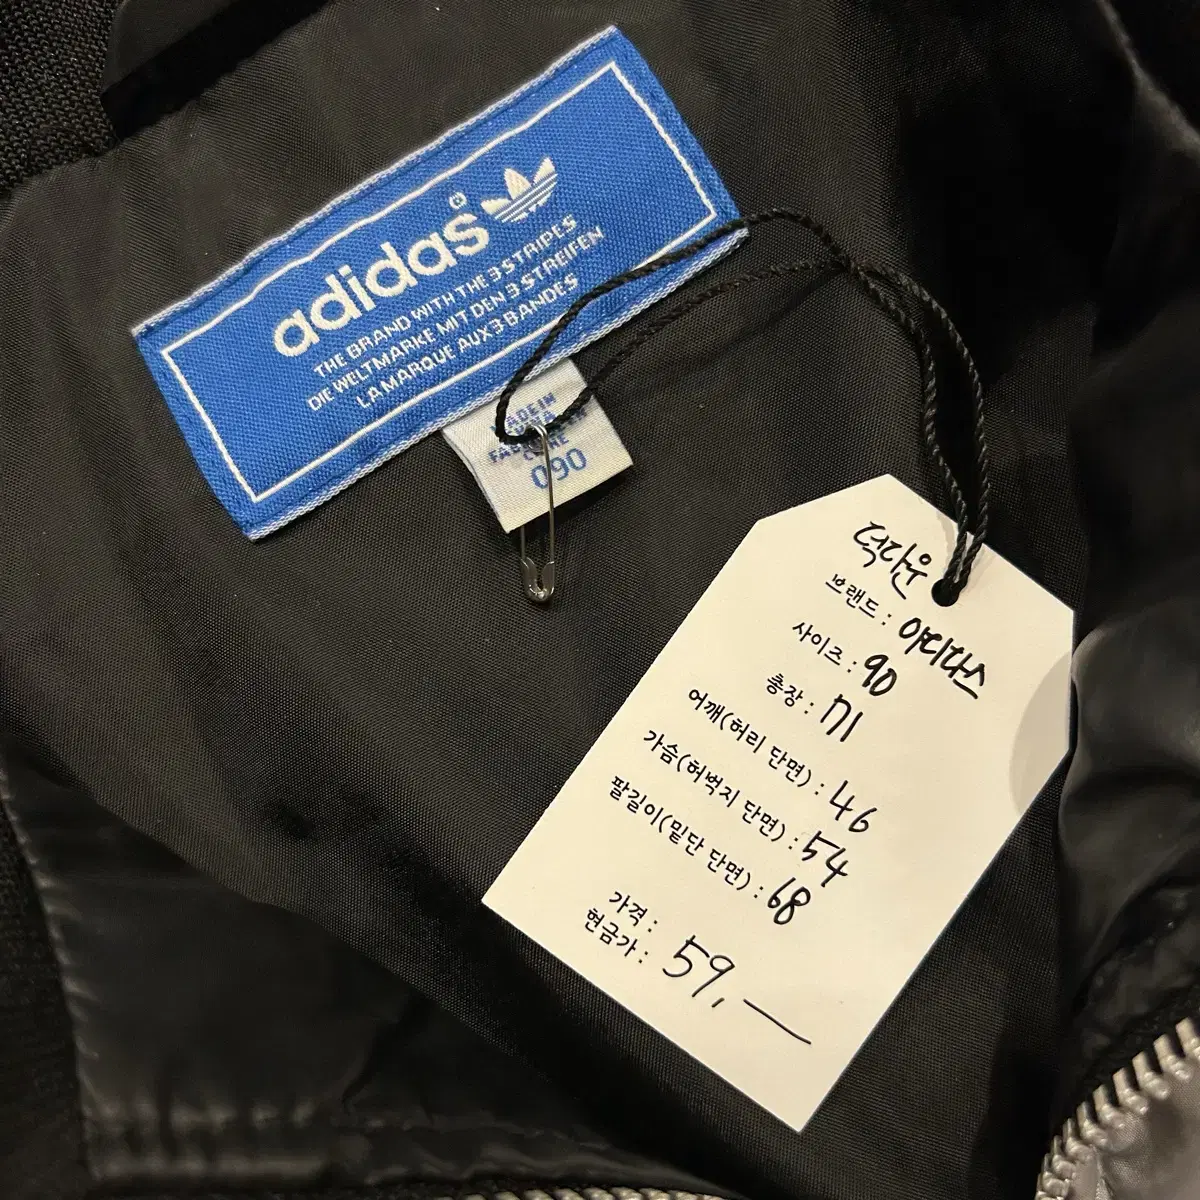 adidas®
THE BRAND WITH THE 3 STRIPES
DIE WELTMARKE MIT DEN 3 STREIFEN
LA MARQUE AUX 3 BANDES
MADE IN
090
덕다운
브랜드 : 아디다스
사이즈 : 90
총장 : 71
어깨(허리 단면) : 46
가슴(허벅지 단면) : 54
팔길이(밑단 단면) : 68
가격 :
현금가 : 59,—